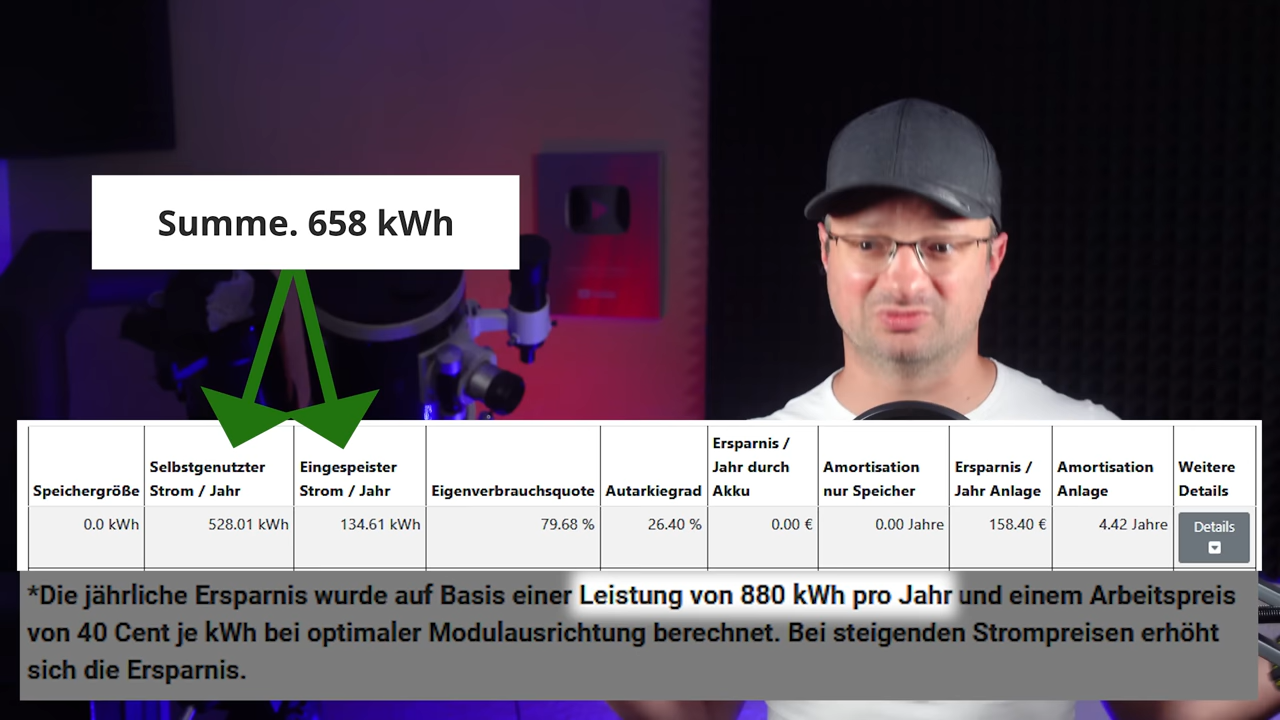 Summe. 658 kWh
Speichergröße
Selbstgenutzter
Strom / Jahr
Eingespeister
Strom / Jahr
Eigenverbrauchsquote
Autarkiegrad
Ersparnis /
Jahr durch
Akku
Amortisation
nur Speicher
Ersparnis /
Jahr Anlage
Amortisation
Anlage
Weitere
Details
0.0 kWh
528.01 kWh
134.61 kWh
79.68 %
26.40 %
0.00 €
0.00 Jahre
158.40 €
4.42 Jahre
Details
*Die jährliche Ersparnis wurde auf Basis einer Leistung von 880 kWh pro Jahr und einem Arbeitspreis
von 40 Cent je kWh bei optimaler Modulausrichtung berechnet. Bei steigenden Strompreisen erhöht
sich die Ersparnis.